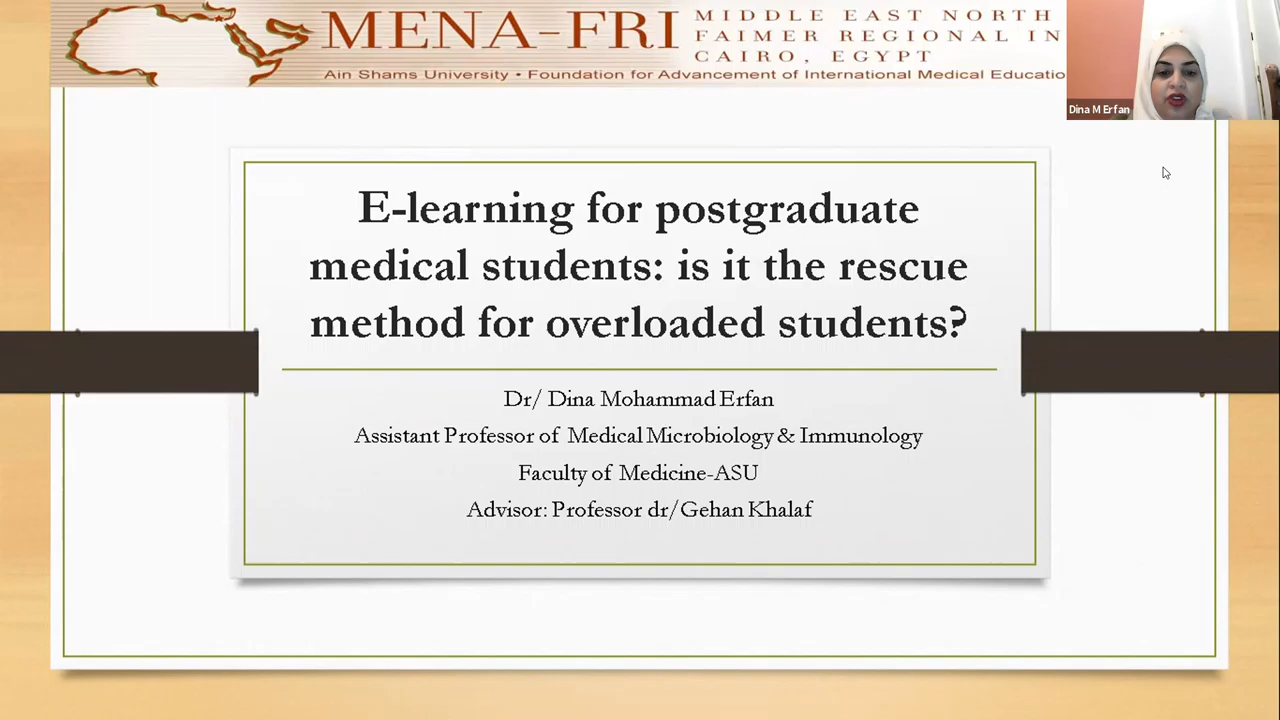 MENA-FRI
MIDDLE EAST NORTH
FAIMER REGIONAL IN
CAIRO, EGYPT
Ain Shams University • Foundation for Advancement of International Medical Educatio
Dina M Erfan
E-learning for postgraduate
medical students: is it the rescue
method for overloaded students?
Dr/ Dina Mohammad Erfan
Assistant Professor of Medical Microbiology & Immunology
Faculty of Medicine-ASU
Advisor: Professor dr/Gehan Khalaf